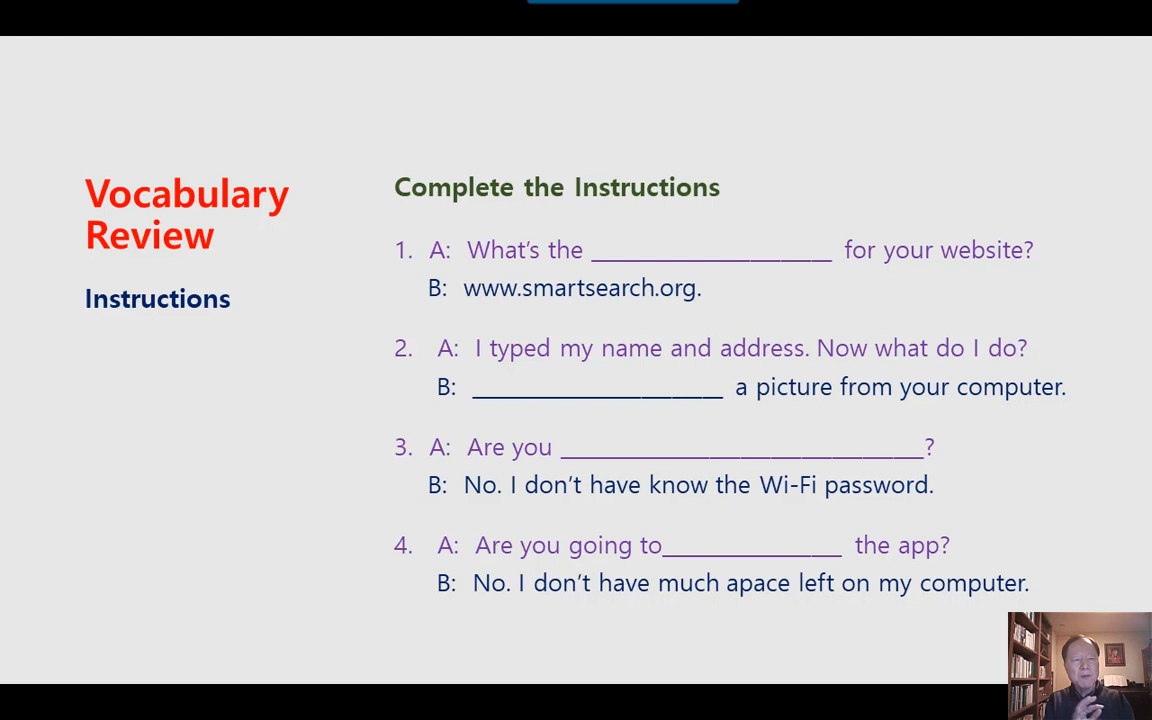 Vocabulary
Review
Instructions
Complete the Instructions
1. A: What's the ____________________ for your website?
B: www.smartsearch.org.
2. A: I typed my name and address. Now what do I do?
B: _____________________ a picture from your computer.
3. A: Are you ______________________________?
B: No. I don't have know the Wi-Fi password.
4. A: Are you going to_______________ the app?
B: No. I don't have much apace left on my computer.